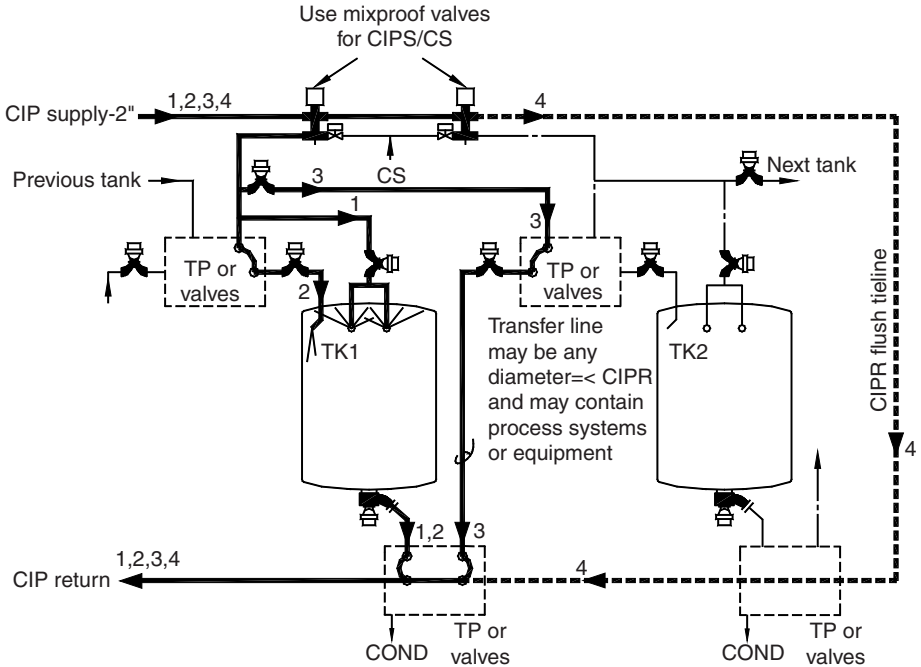 Use mixproof valves
for CIPS/CS
CIP supply-2"
1,2,3,4
4
CS
Previous tank
3
Next tank
1
3
TP or
valves
TP or
valves
2
TK1
TK2
Transfer line
may be any
diameter=< CIPR
and may contain
process systems
or equipment
CIPR flush tieline
4
1,2
3
1,2,3,4
CIP return
4
COND
TP or
valves
COND
TP or
valves